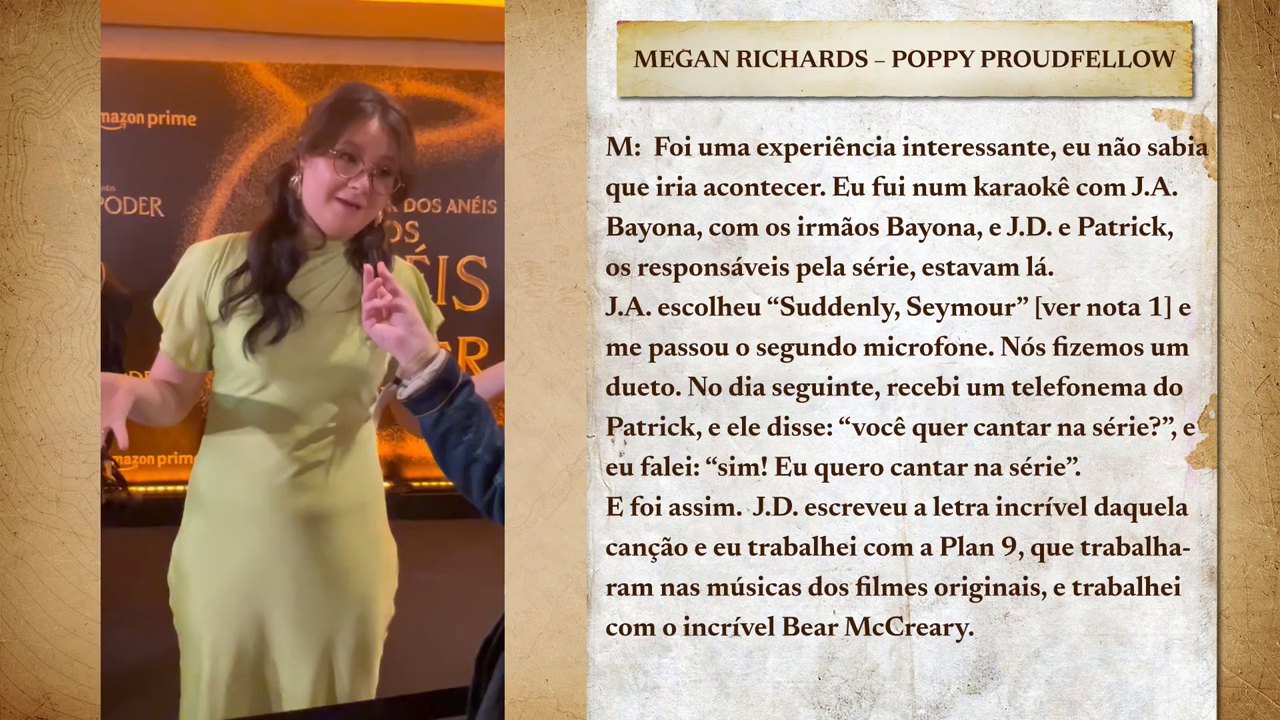 MEGAN RICHARDS – POPPY PROUDFELLOW
M: Foi uma experiência interessante, eu não sabia
que iria acontecer. Eu fui num karaokê com J.A.
Bayona, com os irmãos Bayona, e J.D. e Patrick,
os responsáveis pela série, estavam lá.
J.A. escolheu “Suddenly, Seymour” [ver nota 1] e
me passou o segundo microfone. Nós fizemos um
dueto. No dia seguinte, recebi um telefonema do
Patrick, e ele disse: “você quer cantar na série?”, e
eu falei: “sim! Eu quero cantar na série”.
E foi assim. J.D. escreveu a letra incrível daquela
canção e eu trabalhei com a Plan 9, que trabalha-
ram nas músicas dos filmes originais, e trabalhei
com o incrível Bear McCreary.
amazon prime
PODER
DOS ANÉIS
OS
ÉIS
ER
amazon prime